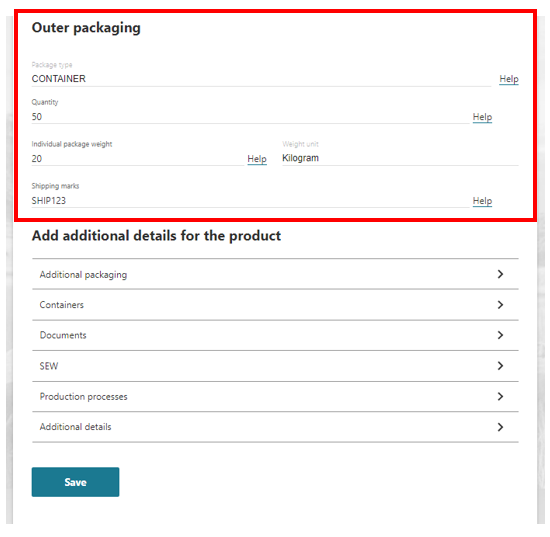 Outer packaging
Package type
CONTAINER
Help
Quantity
50
Help
Individual package weight
20
Help
Weight unit
Kilogram
Shipping marks
SHIP123
Help
Add additional details for the product
Additional packaging
Containers
Documents
SEW
Production processes
Additional details
Save